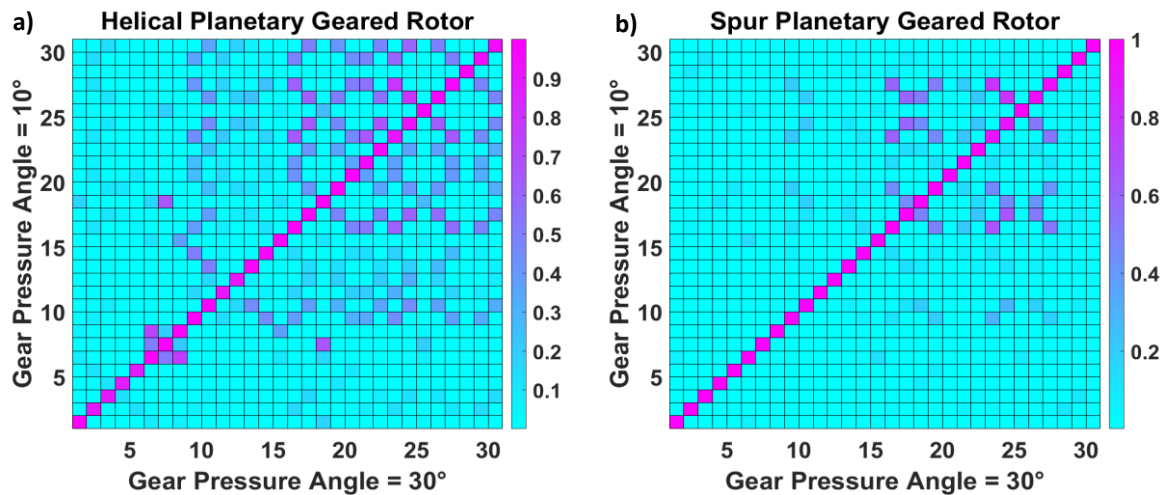 a)
Helical Planetary Geared Rotor
30
25
20
15
10
5
Gear Pressure Angle = 10°
5 10 15 20 25 30
Gear Pressure Angle = 30°
0.9
0.8
0.7
0.6
0.5
0.4
0.3
0.2
0.1
b)
Spur Planetary Geared Rotor
30
25
20
15
10
5
Gear Pressure Angle = 10°
5 10 15 20 25 30
Gear Pressure Angle = 30°
1
0.8
0.6
0.4
0.2